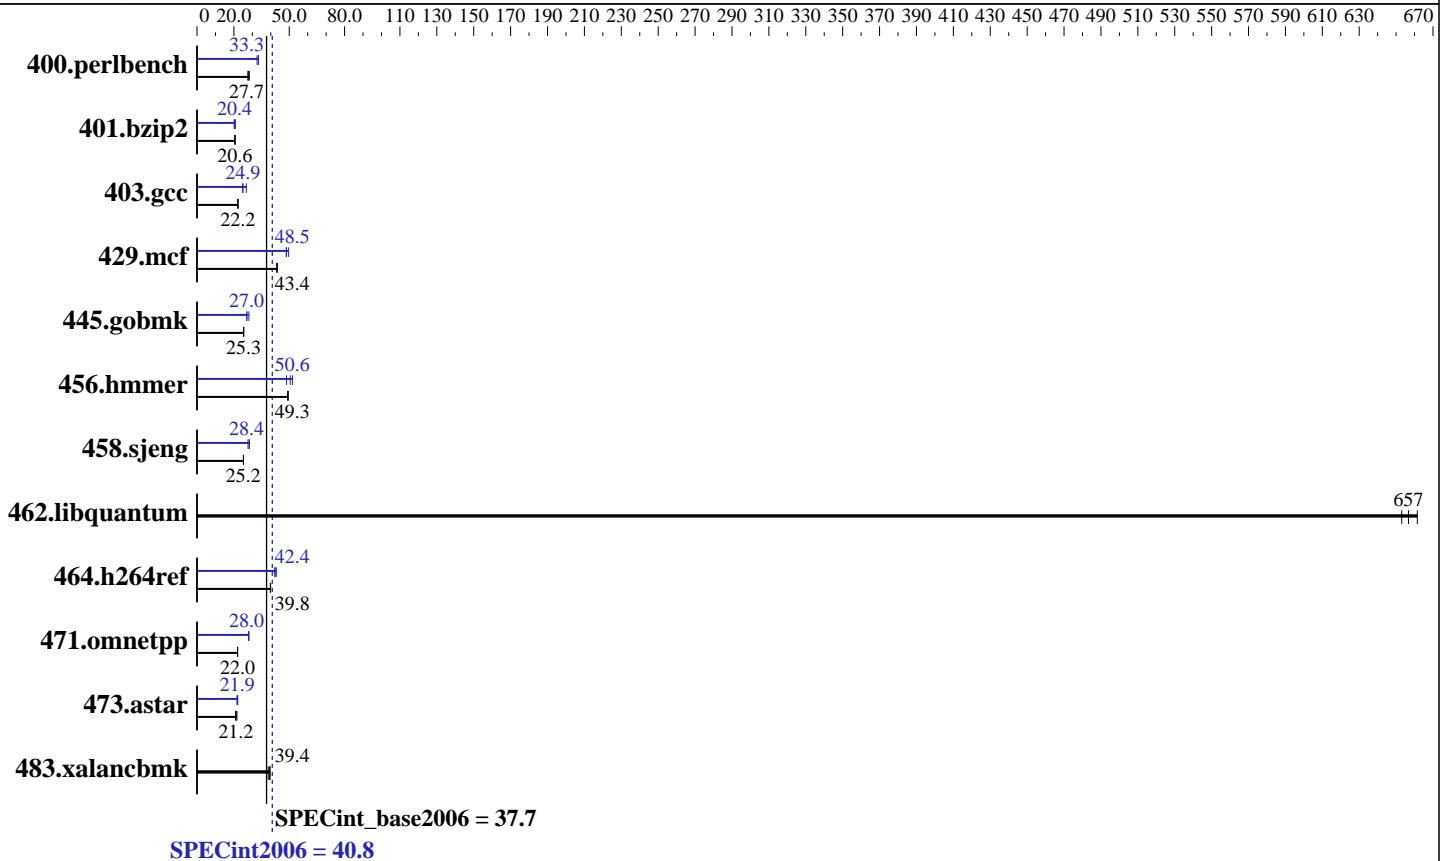 0 20.0 50.0 80.0 110 130 150 170 190 210 230 250 270 290 310 330 350 370 390 410 430 450 470 490 510 530 550 570 590 610 630 670
33.3
400.perlbench
27.7
20.4
401.bzip2
20.6
24.9
403.gcc
22.2
48.5
429.mcf
43.4
27.0
445.gobmk
25.3
50.6
456.hmmer
49.3
28.4
458.sjeng
25.2
657
462.libquantum
42.4
464.h264ref
39.8
28.0
471.omnetpp
22.0
21.9
473.astar
21.2
39.4
483.xalancbmk
SPECint_base2006 = 37.7
SPECint2006 = 40.8